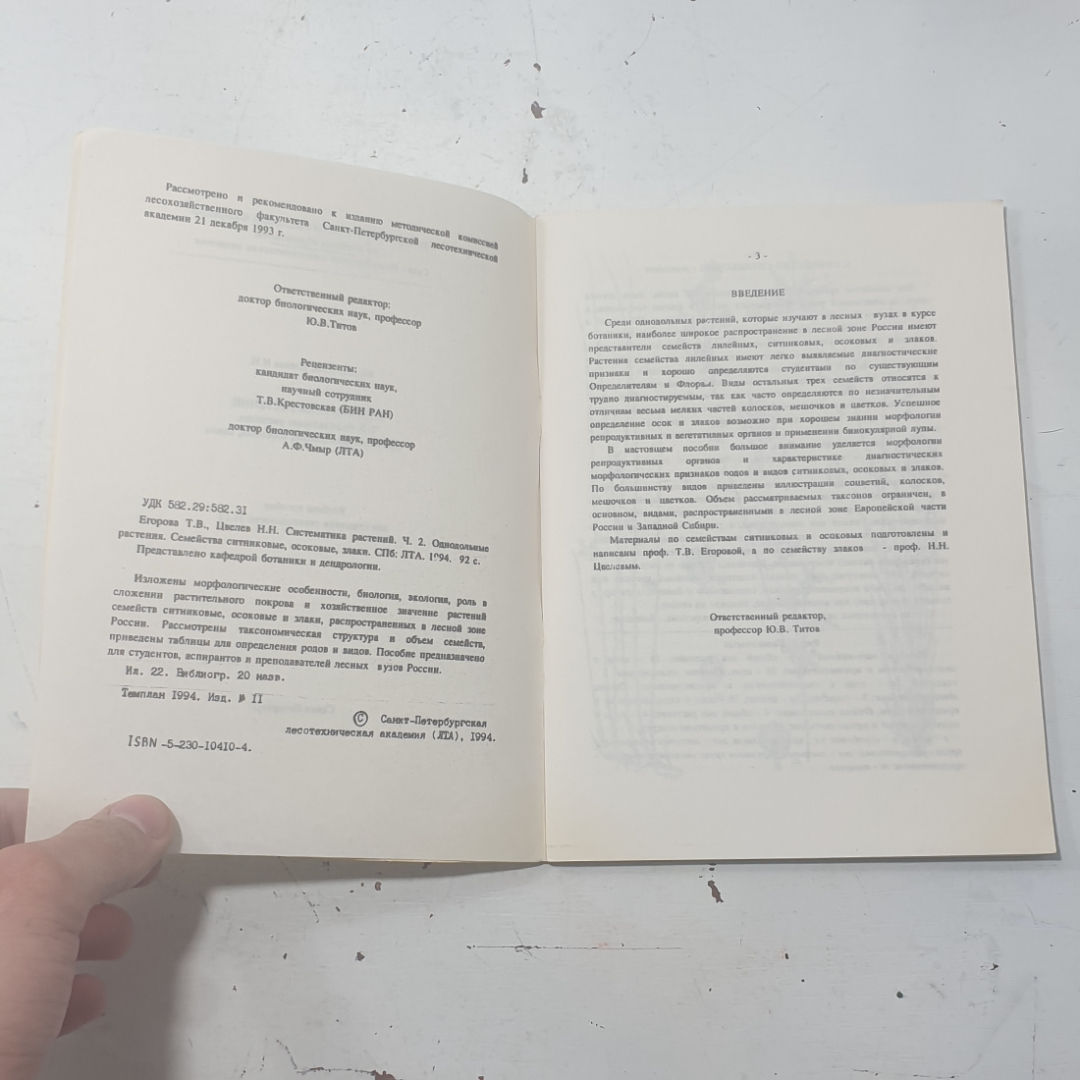 Рассмотрено и рекомендовано к изданию методической комиссией
лесохозяйственного факультета Санкт-Петербургской лесотехнической
академии 21 декабря 1993 г.
Ответственный редактор:
доктор биологических наук, профессор
Ю.В.Титов
Рецензенты:
кандидат биологических наук,
научный сотрудник
Т.В.Крестовская (БИН РАН)
доктор биологических наук, профессор
А.Ф.Чмыр (ЛТА)
УДК 582.29:582.31
Егорова Т.В., Цвелев Н.Н. Систематика растений. Ч. 2. Однодольные
растения. Семейства ситниковые, осоковые, злаки. СПб: ЛТА. 1994. 92 с.
Представлено кафедрой ботаники и дендрологии.
Изложены морфологические особенности, биология, экология, роль в
сложении растительного покрова и хозяйственное значение растений
семейств ситниковые, осоковые и злаки, распространенных в лесной зоне
России. Рассмотрены таксономическая структура и объем семейств,
приведены таблицы для определения родов и видов. Пособие предназначено
для студентов, аспирантов и преподавателей лесных вузов России.
Ил. 22. Библиогр. 20 назв.
Темплан 1994. Изд. № II
© Санкт-Петербургская
лесотехническая академия (ЛТА), 1994.
ISBN -5-230-10410-4.
- 3 -
ВВЕДЕНИЕ
Среди однодольных растений, которые изучают в лесных вузах в курсе
ботаники, наиболее широкое распространение в лесной зоне России имеют
представители семейств лилейных, ситниковых, осоковых и злаков.
Растения семейства лилейных имеют легко выявляемые диагностические
признаки и хорошо определяются студентами по существующим
Определителям и Флорам. Виды остальных трех семейств относятся к
трудно диагностируемым, так как часто определяются по незначительным
отличиям весьма мелких частей колосков, мешочков и цветков. Успешное
определение осок и злаков возможно при хорошем знании морфологии
репродуктивных и вегетативных органов и применении бинокулярной лупы.
В настоящем пособии большое внимание уделяется морфологии
репродуктивных органов и характеристике диагностических
морфологических признаков родов и видов ситниковых, осоковых и злаков.
По большинству видов приведены иллюстрации соцветий, колосков,
мешочков и цветков. Объем рассматриваемых таксонов ограничен, в
основном, видами, распространенными в лесной зоне Европейской части
России и Западной Сибири.
Материалы по семействам ситниковых и осоковых подготовлены и
написаны проф. Т.В. Егоровой, а по семейству злаков - проф. Н.Н.
Цвелевым.
Ответственный редактор,
профессор Ю.В. Титов